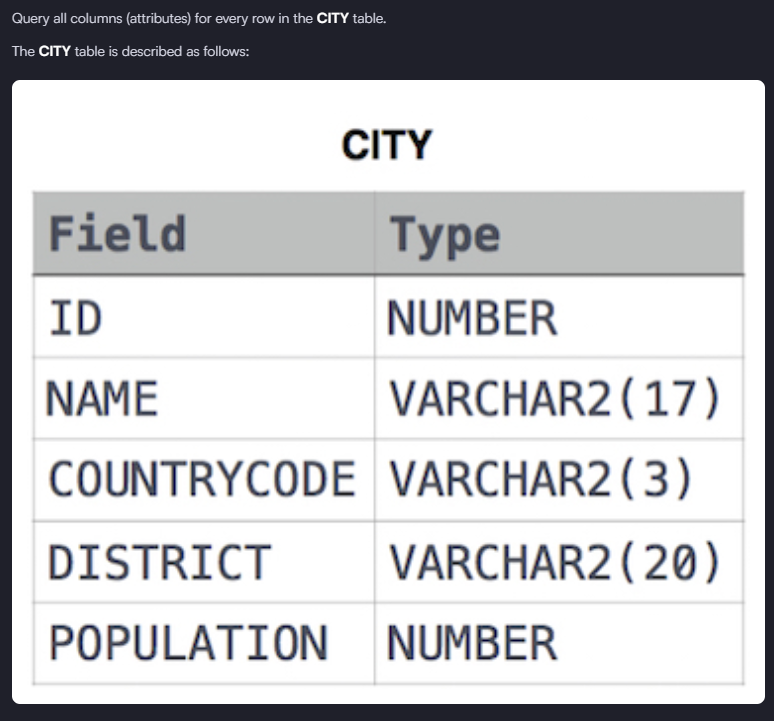 Query all columns (attributes) for every row in the CITY table.
The CITY table is described as follows:
CITY
Field Type
ID NUMBER
NAME VARCHAR2(17)
COUNTRYCODE VARCHAR2(3)
DISTRICT VARCHAR2(20)
POPULATION NUMBER